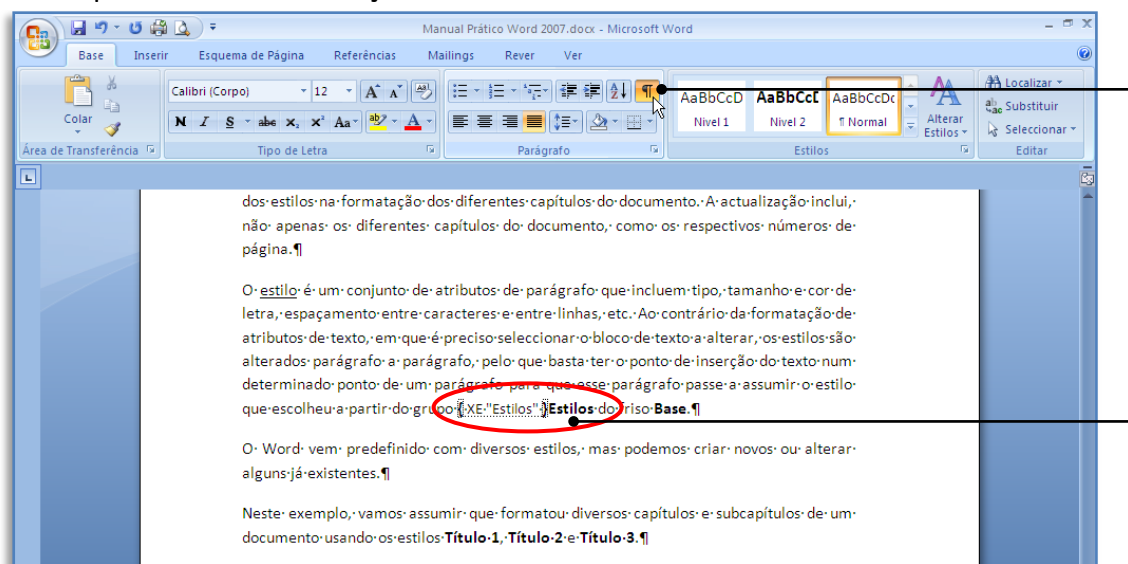 Manual Prático Word 2007.docx - Microsoft Word
Base Inserir Esquema de Página Referências Mailings Rever Ver
Colar
Calibri (Corpo) 12
N I S abe x₂ x² Aa A
AaBbCcD AaBbCcI AaBbCcDc
Nivel 1 Nivel 2 ¶ Normal
Alterar Estilos
Localizar
Substituir
Seleccionar
Área de Transferência Tipo de Letra Parágrafo Estilos Editar
dos·estilos·na·formatação·dos·diferentes·capítulos·do·documento.·A·actualização·inclui,·
não· apenas· os· diferentes· capítulos· do· documento,· como· os· respectivos· números· de·
página.¶
O· estilo· é· um· conjunto· de· atributos· de· parágrafo· que· incluem· tipo,· tamanho· e· cor· de·
letra,· espaçamento· entre· caracteres· e· entre· linhas,· etc.· Ao· contrário· da· formatação· de·
atributos· de· texto,· em· que· é· preciso· seleccionar· o· bloco· de· texto· a· alterar,· os· estilos· são·
alterados· parágrafo· a· parágrafo,· pelo· que· basta· ter· o· ponto· de· inserção· do· texto· num·
determinado· ponto· de· um· parágrafo· para· que· esse· parágrafo· passe· a· assumir· o· estilo·
que·escolheu·a·partir·do·grupo·{·XE·"Estilos"·}Estilos·do·friso·Base.¶
O· Word· vem· predefinido· com· diversos· estilos,· mas· podemos· criar· novos· ou· alterar·
alguns·já·existentes.¶
Neste· exemplo,· vamos· assumir· que· formatou· diversos· capítulos· e· subcapítulos· de· um·
documento·usando·os·estilos·Título·1,·Título·2·e·Título·3.¶